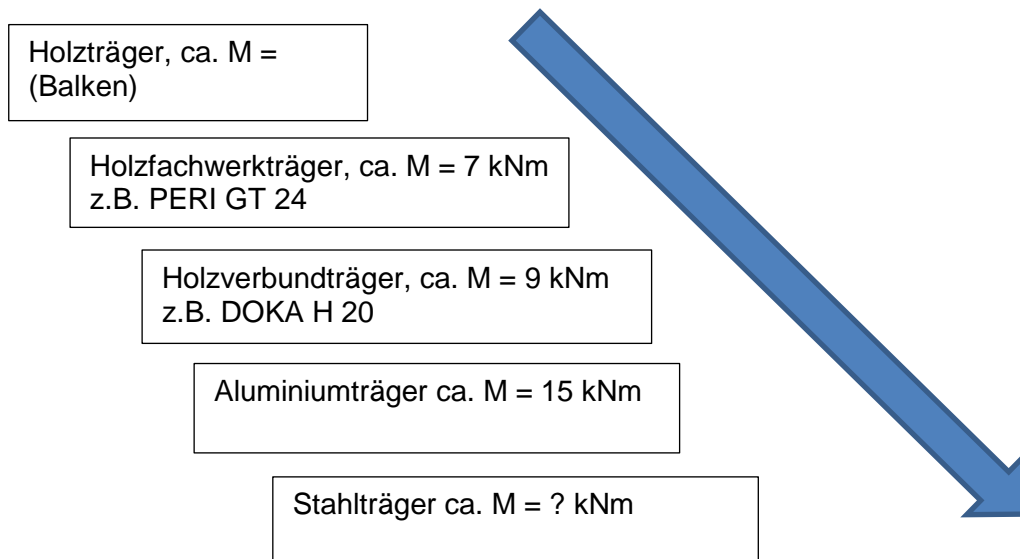 Holzträger, ca. M =
(Balken)
Holzfachwerkträger, ca. M = 7 kNm
z.B. PERI GT 24
Holzverbundträger, ca. M = 9 kNm
z.B. DOKA H 20
Aluminiumträger ca. M = 15 kNm
Stahlträger ca. M = ? kNm